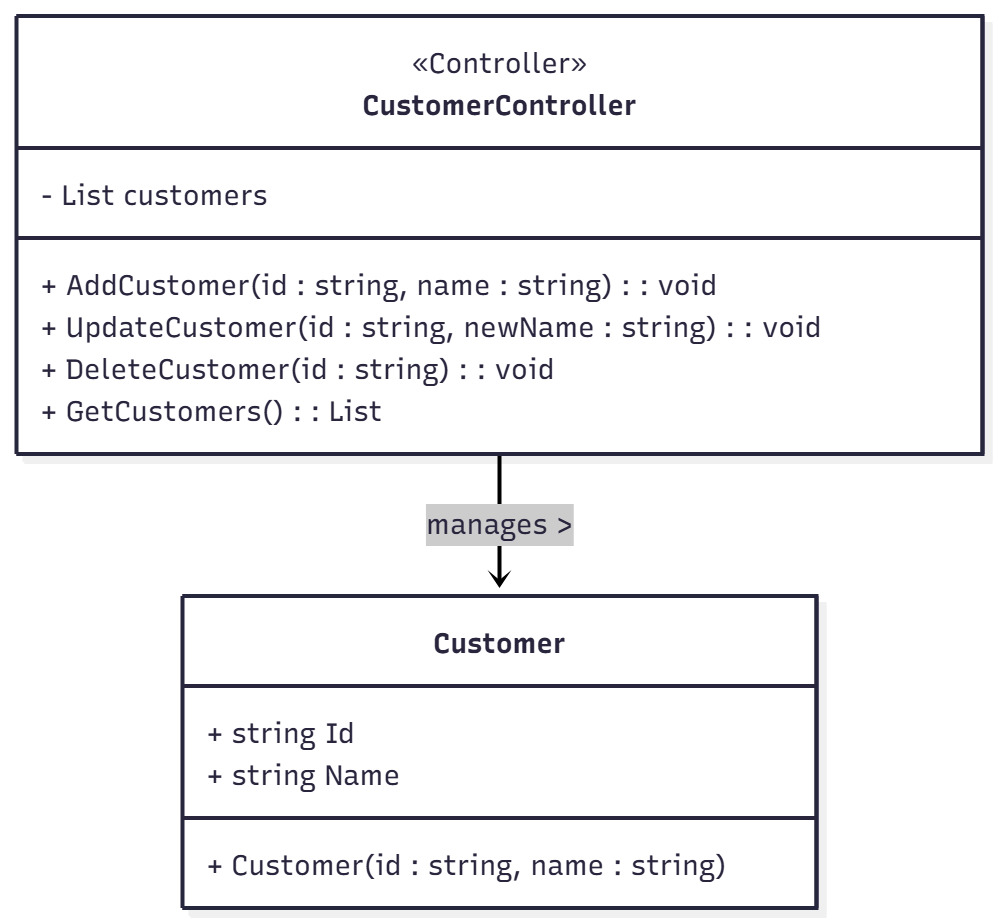 «Controller»
CustomerController
- List customers
+ AddCustomer(id : string, name : string) : : void
+ UpdateCustomer(id : string, newName : string) : : void
+ DeleteCustomer(id : string) : : void
+ GetCustomers() : : List
manages >
Customer
+ string Id
+ string Name
+ Customer(id : string, name : string)